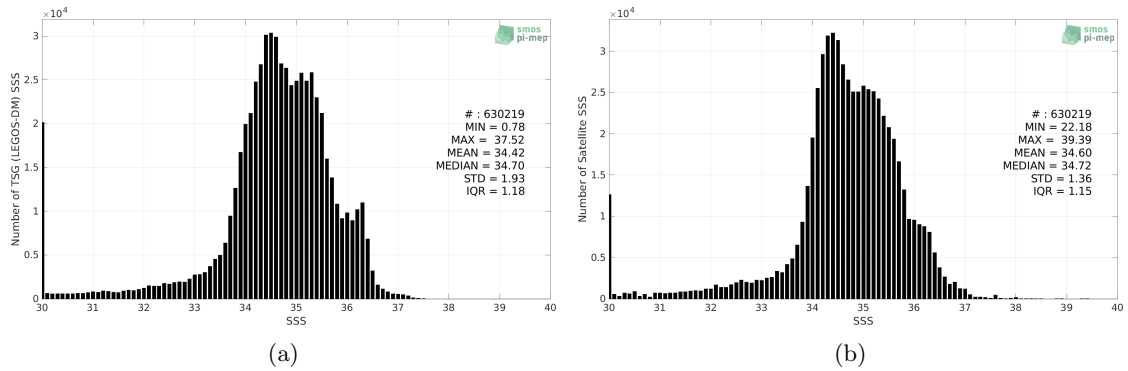 ×10⁴
smos
pi-mep
3
2.5
2
1.5
1
0.5
0
Number of TSG (LEGOS-DM) SSS
# : 630219
MIN = 0.78
MAX = 37.52
MEAN = 34.42
MEDIAN = 34.70
STD = 1.93
IQR = 1.18
30 31 32 33 34 35 36 37 38 39 40
SSS
(a)
×10⁴
smos
pi-mep
3
2.5
2
1.5
1
0.5
0
Number of Satellite SSS
# : 630219
MIN = 22.18
MAX = 39.39
MEAN = 34.60
MEDIAN = 34.72
STD = 1.36
IQR = 1.15
30 31 32 33 34 35 36 37 38 39 40
SSS
(b)